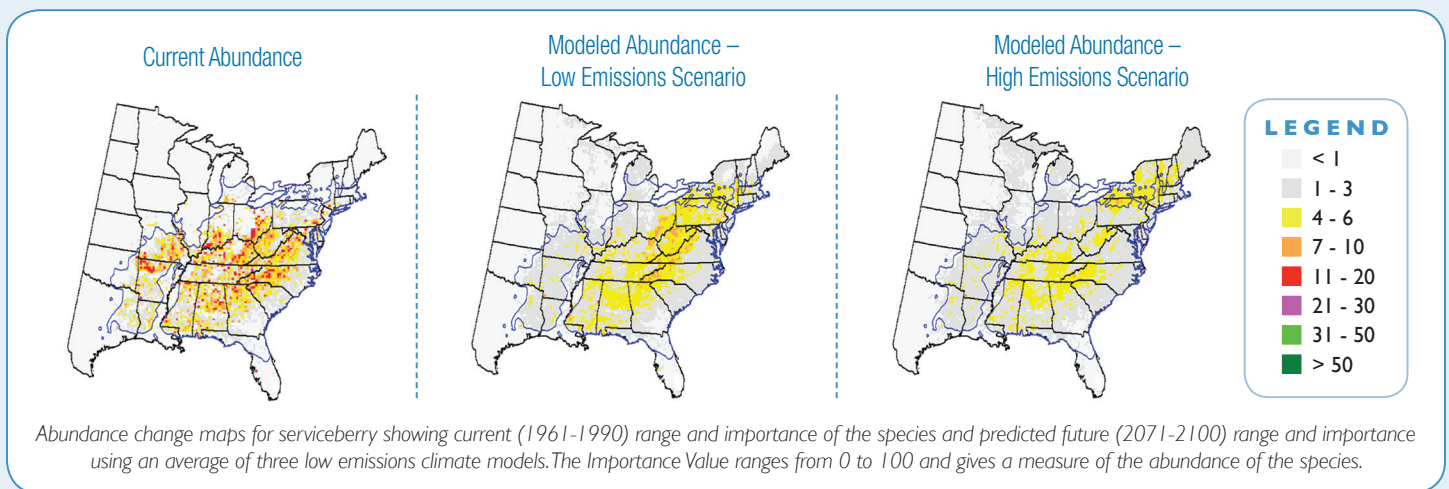 Current Abundance
Modeled Abundance –
Low Emissions Scenario
Modeled Abundance –
High Emissions Scenario
LEGEND
< 1
1 - 3
4 - 6
7 - 10
11 - 20
21 - 30
31 - 50
> 50
Abundance change maps for serviceberry showing current (1961-1990) range and importance of the species and predicted future (2071-2100) range and importance
using an average of three low emissions climate models. The Importance Value ranges from 0 to 100 and gives a measure of the abundance of the species.